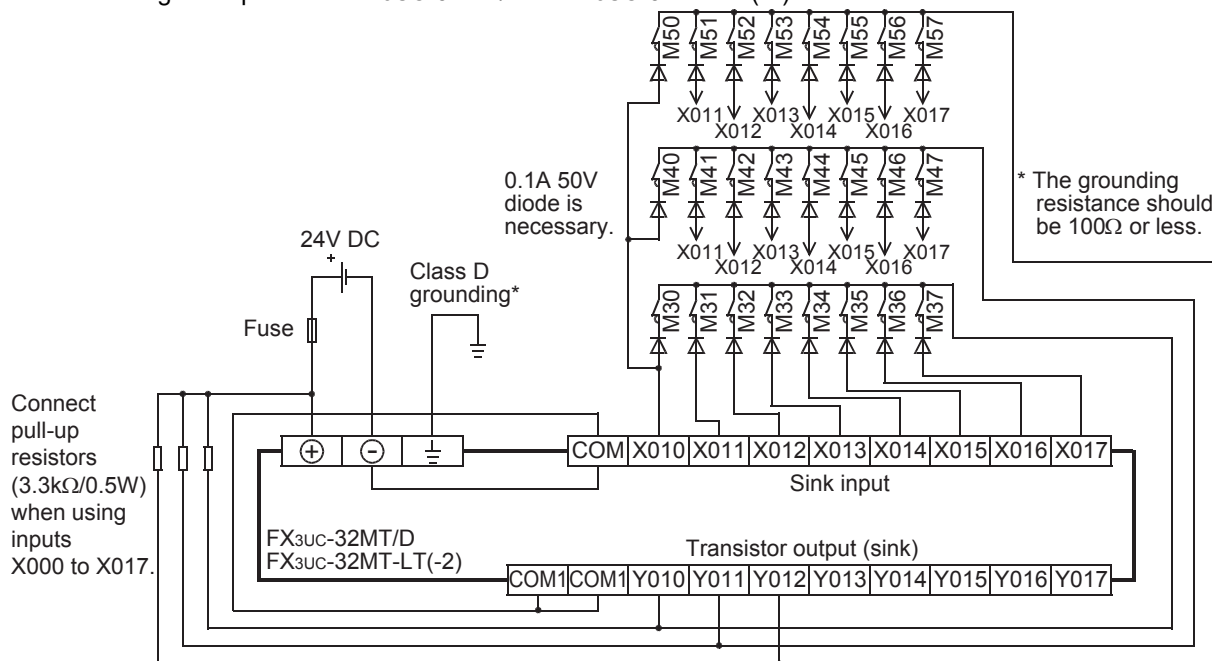 M50 M51 M52 M53 M54 M55 M56 M57
X011 X013 X015 X017
X012 X014 X016
0.1A 50V
diode is
necessary.
M40 M41 M42 M43 M44 M45 M46 M47
* The grounding
resistance should
be 100Ω or less.
X011 X013 X015 X017
X012 X014 X016
24V DC
+
Class D
grounding*
Fuse
M30 M31 M32 M33 M34 M35 M36 M37
Connect
pull-up
resistors
(3.3kΩ/0.5W)
when using
inputs
X000 to X017.
+ -
COM X010 X011 X012 X013 X014 X015 X016 X017
Sink input
FX3UC-32MT/D
FX3UC-32MT-LT(-2)
Transistor output (sink)
COM1 COM1 Y010 Y011 Y012 Y013 Y014 Y015 Y016 Y017